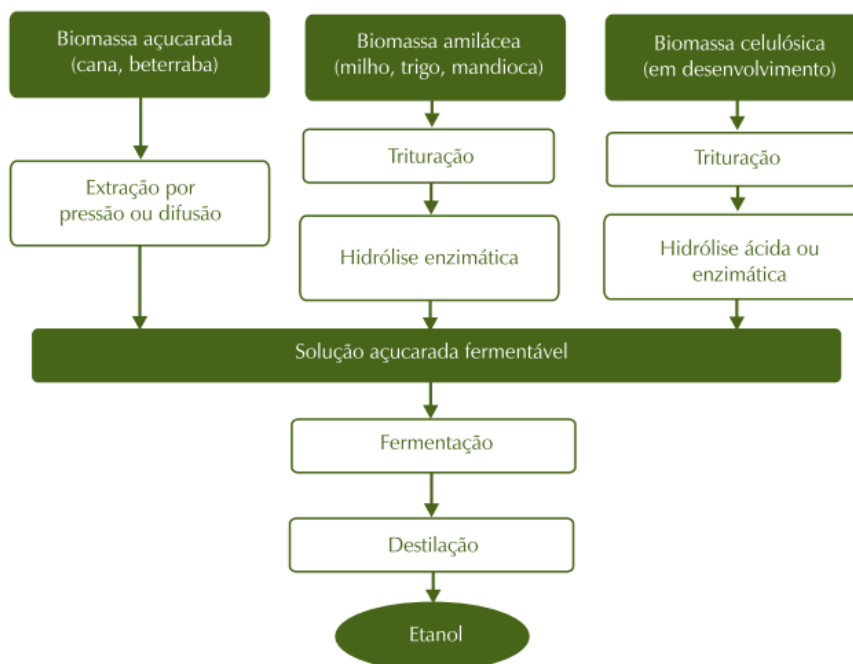 Biomassa açucarada
(cana, beterraba)
Biomassa amilácea
(milho, trigo, mandioca)
Biomassa celulósica
(em desenvolvimento)
Extração por
pressão ou difusão
Trituração
Trituração
Hidrólise enzimática
Hidrólise ácida ou
enzimática
Solução açucarada fermentável
Fermentação
Destilação
Etanol